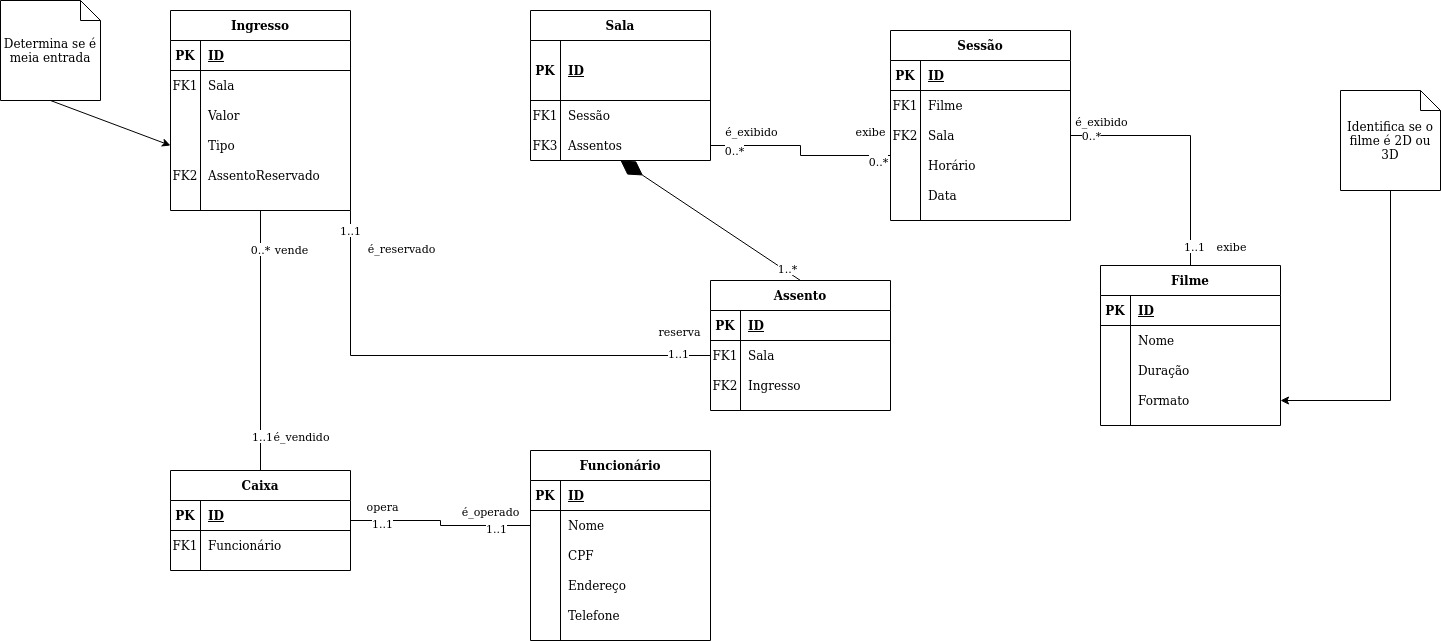 Determina se é
meia entrada
Ingresso
PK ID
FK1 Sala
Valor
Tipo
FK2 AssentoReservado
Sala
PK ID
FK1 Sessão
FK3 Assentos
é_exibido
0..*
exibe
0..*
Sessão
PK ID
FK1 Filme
FK2 Sala
Horário
Data
é_exibido
0..*
1..1 exibe
Identifica se o
filme é 2D ou
3D
Filme
PK ID
Nome
Duração
Formato
0..* vende
1..1
é_reservado
1..*
Assento
PK ID
FK1 Sala
FK2 Ingresso
reserva
1..1
1..1 é_vendido
Caixa
PK ID
FK1 Funcionário
opera
1..1
é_operado
1..1
Funcionário
PK ID
Nome
CPF
Endereço
Telefone